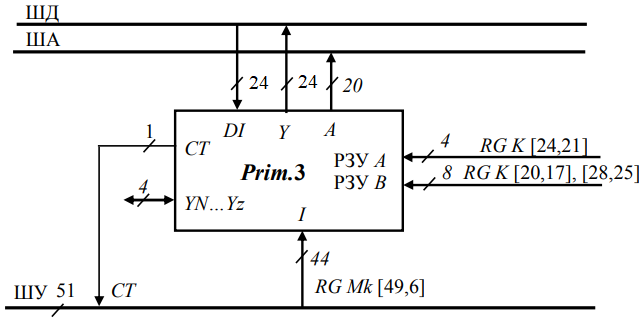 ШД
ША
24
24
20
DI
Y
A
1
CT
4
RG K [24,21]
РЗУ A
Prim.3
8
RG K [20,17], [28,25]
РЗУ B
4
YN...Yz
I
44
ШУ
51
CT
RG Mk [49,6]